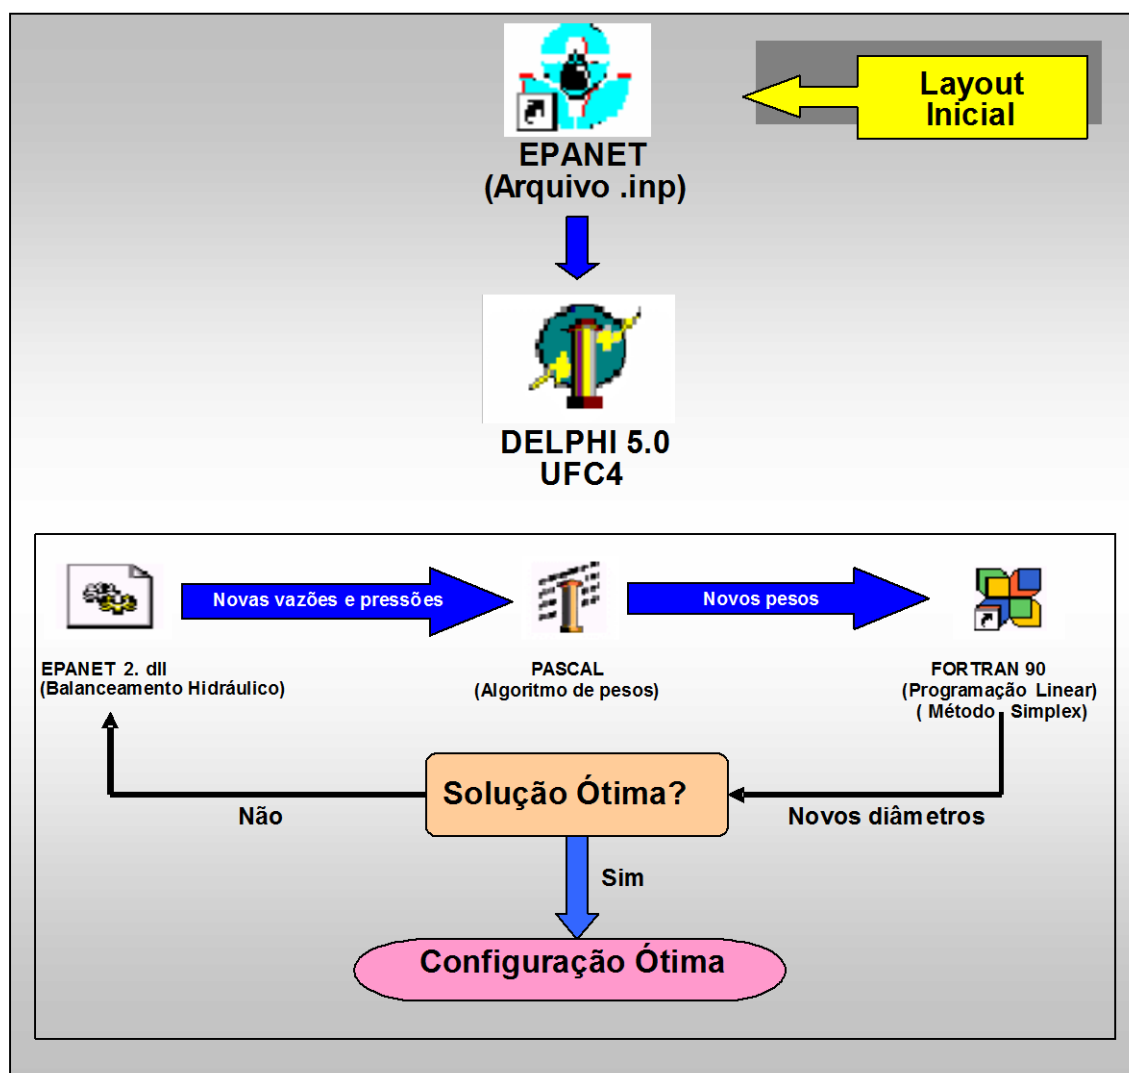 Layout
Inicial
EPANET
(Arquivo .inp)
DELPHI 5.0
UFC4
Novas vazões e pressões
Novos pesos
EPANET 2. dll
(Balanceamento Hidráulico)
PASCAL
(Algoritmo de pesos)
FORTRAN 90
(Programação Linear)
( Método Simplex)
Solução Ótima?
Não
Novos diâmetros
Sim
Configuração Ótima